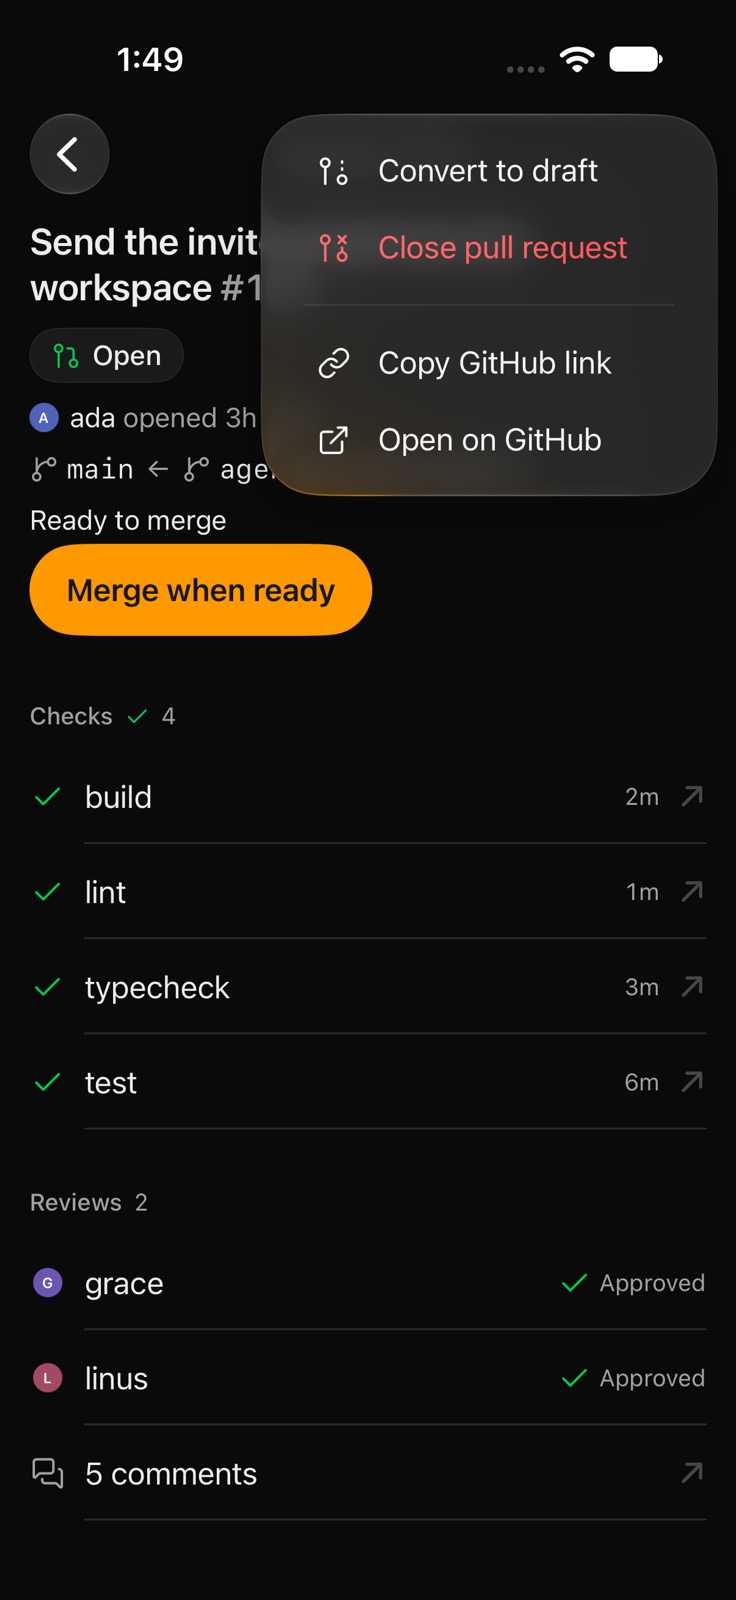 1:49
Convert to draft
Close pull request
Copy GitHub link
Open on GitHub
Send the
workspace #1
Open
A ada opened 3h
main ←
Ready to merge
Merge when ready
Checks 4
build 2m
lint 1m
typecheck 3m
test 6m
Reviews 2
G grace Approved
L linus Approved
5 comments